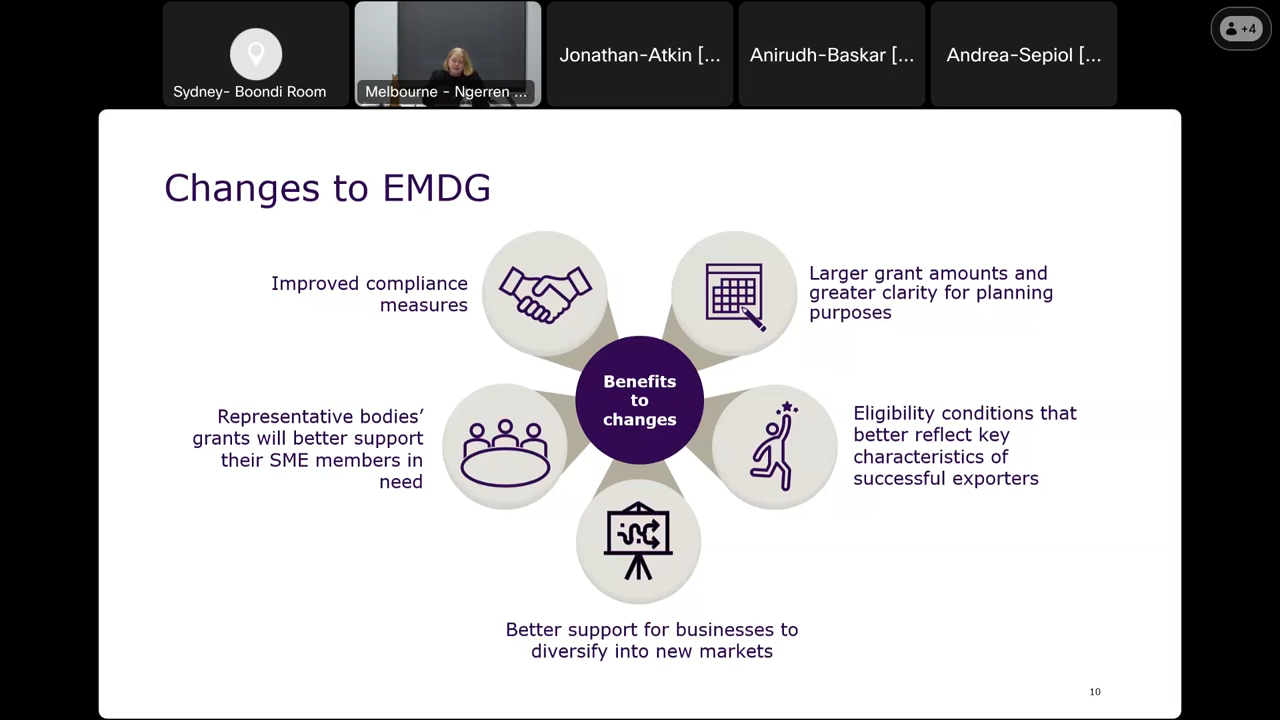 Sydney- Boondi Room
Melbourne - Ngerren ...
Jonathan-Atkin [...
Anirudh-Baskar [...
Andrea-Sepiol [...
+4
Changes to EMDG
Improved compliance
measures
Larger grant amounts and
greater clarity for planning
purposes
Benefits
to
changes
Representative bodies’
grants will better support
their SME members in
need
Eligibility conditions that
better reflect key
characteristics of
successful exporters
Better support for businesses to
diversify into new markets
10